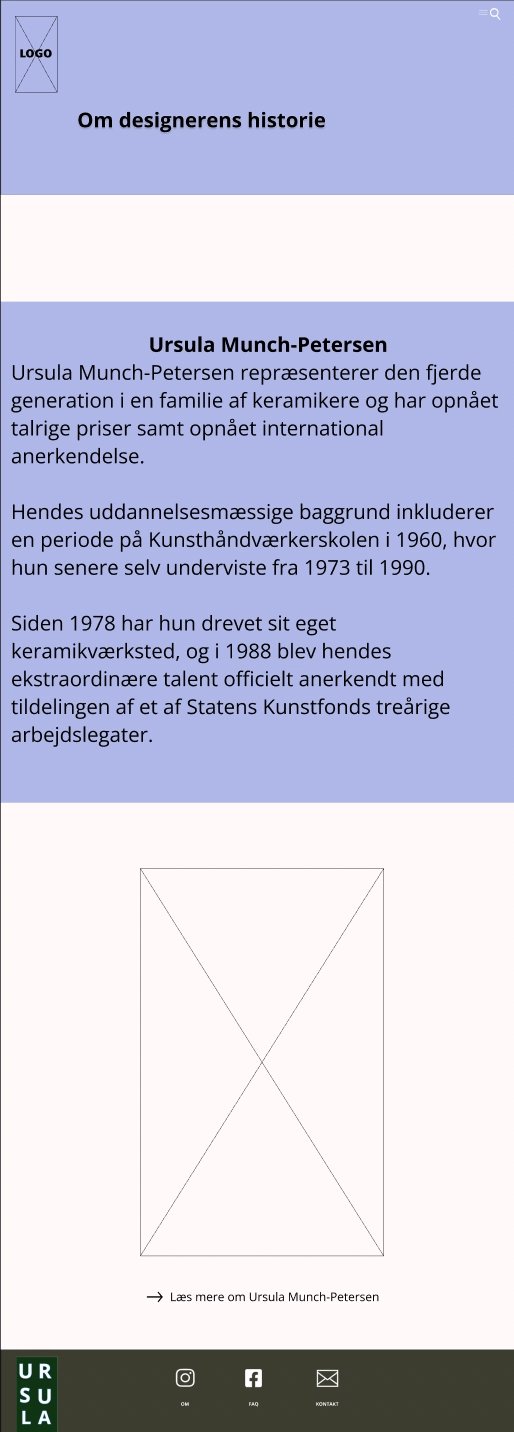 LOGO
Om designerens historie
Ursula Munch-Petersen
Ursula Munch-Petersen repræsenterer den fjerde
generation i en familie af keramikere og har opnået
talrige priser samt opnået international
anerkendelse.
Hendes uddannelsesmæssige baggrund inkluderer
en periode på Kunsthåndværkerskolen i 1960, hvor
hun senere selv underviste fra 1973 til 1990.
Siden 1978 har hun drevet sit eget
keramikværksted, og i 1988 blev hendes
ekstraordinære talent officielt anerkendt med
tildelingen af et af Statens Kunstfonds treårige
arbejdslegater.
Læs mere om Ursula Munch-Petersen
UR
SU
LA
OM
FAQ
KONTAKT